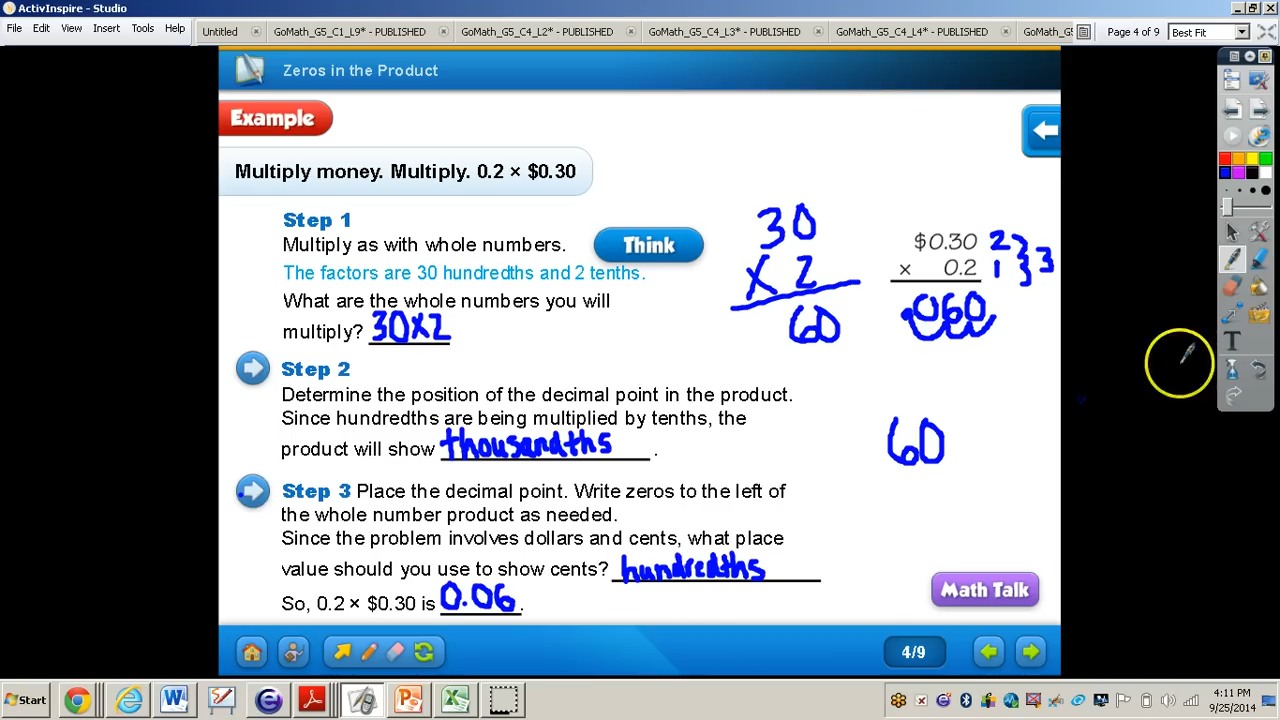 ActivInspire - Studio
File Edit View Insert Tools Help
Untitled GoMath_G5_C1_L9* - PUBLISHED GoMath_G5_C4_L2* - PUBLISHED GoMath_G5_C4_L3* - PUBLISHED GoMath_G5_C4_L4* - PUBLISHED GoMath_G5 Page 4 of 9 Best Fit
Zeros in the Product
Example
Multiply money. Multiply. 0.2 × $0.30
Step 1
Multiply as with whole numbers.
Think
The factors are 30 hundredths and 2 tenths.
What are the whole numbers you will
multiply? 30x2
30
x 2
60
$0.30 2
× 0.2 1 3
.060
Step 2
Determine the position of the decimal point in the product.
Since hundredths are being multiplied by tenths, the
product will show thousandths .
60
Step 3 Place the decimal point. Write zeros to the left of
the whole number product as needed.
Since the problem involves dollars and cents, what place
value should you use to show cents? hundredths
So, 0.2 × $0.30 is 0.06 .
Math Talk
4/9
T
Start
4:11 PM
9/25/2014